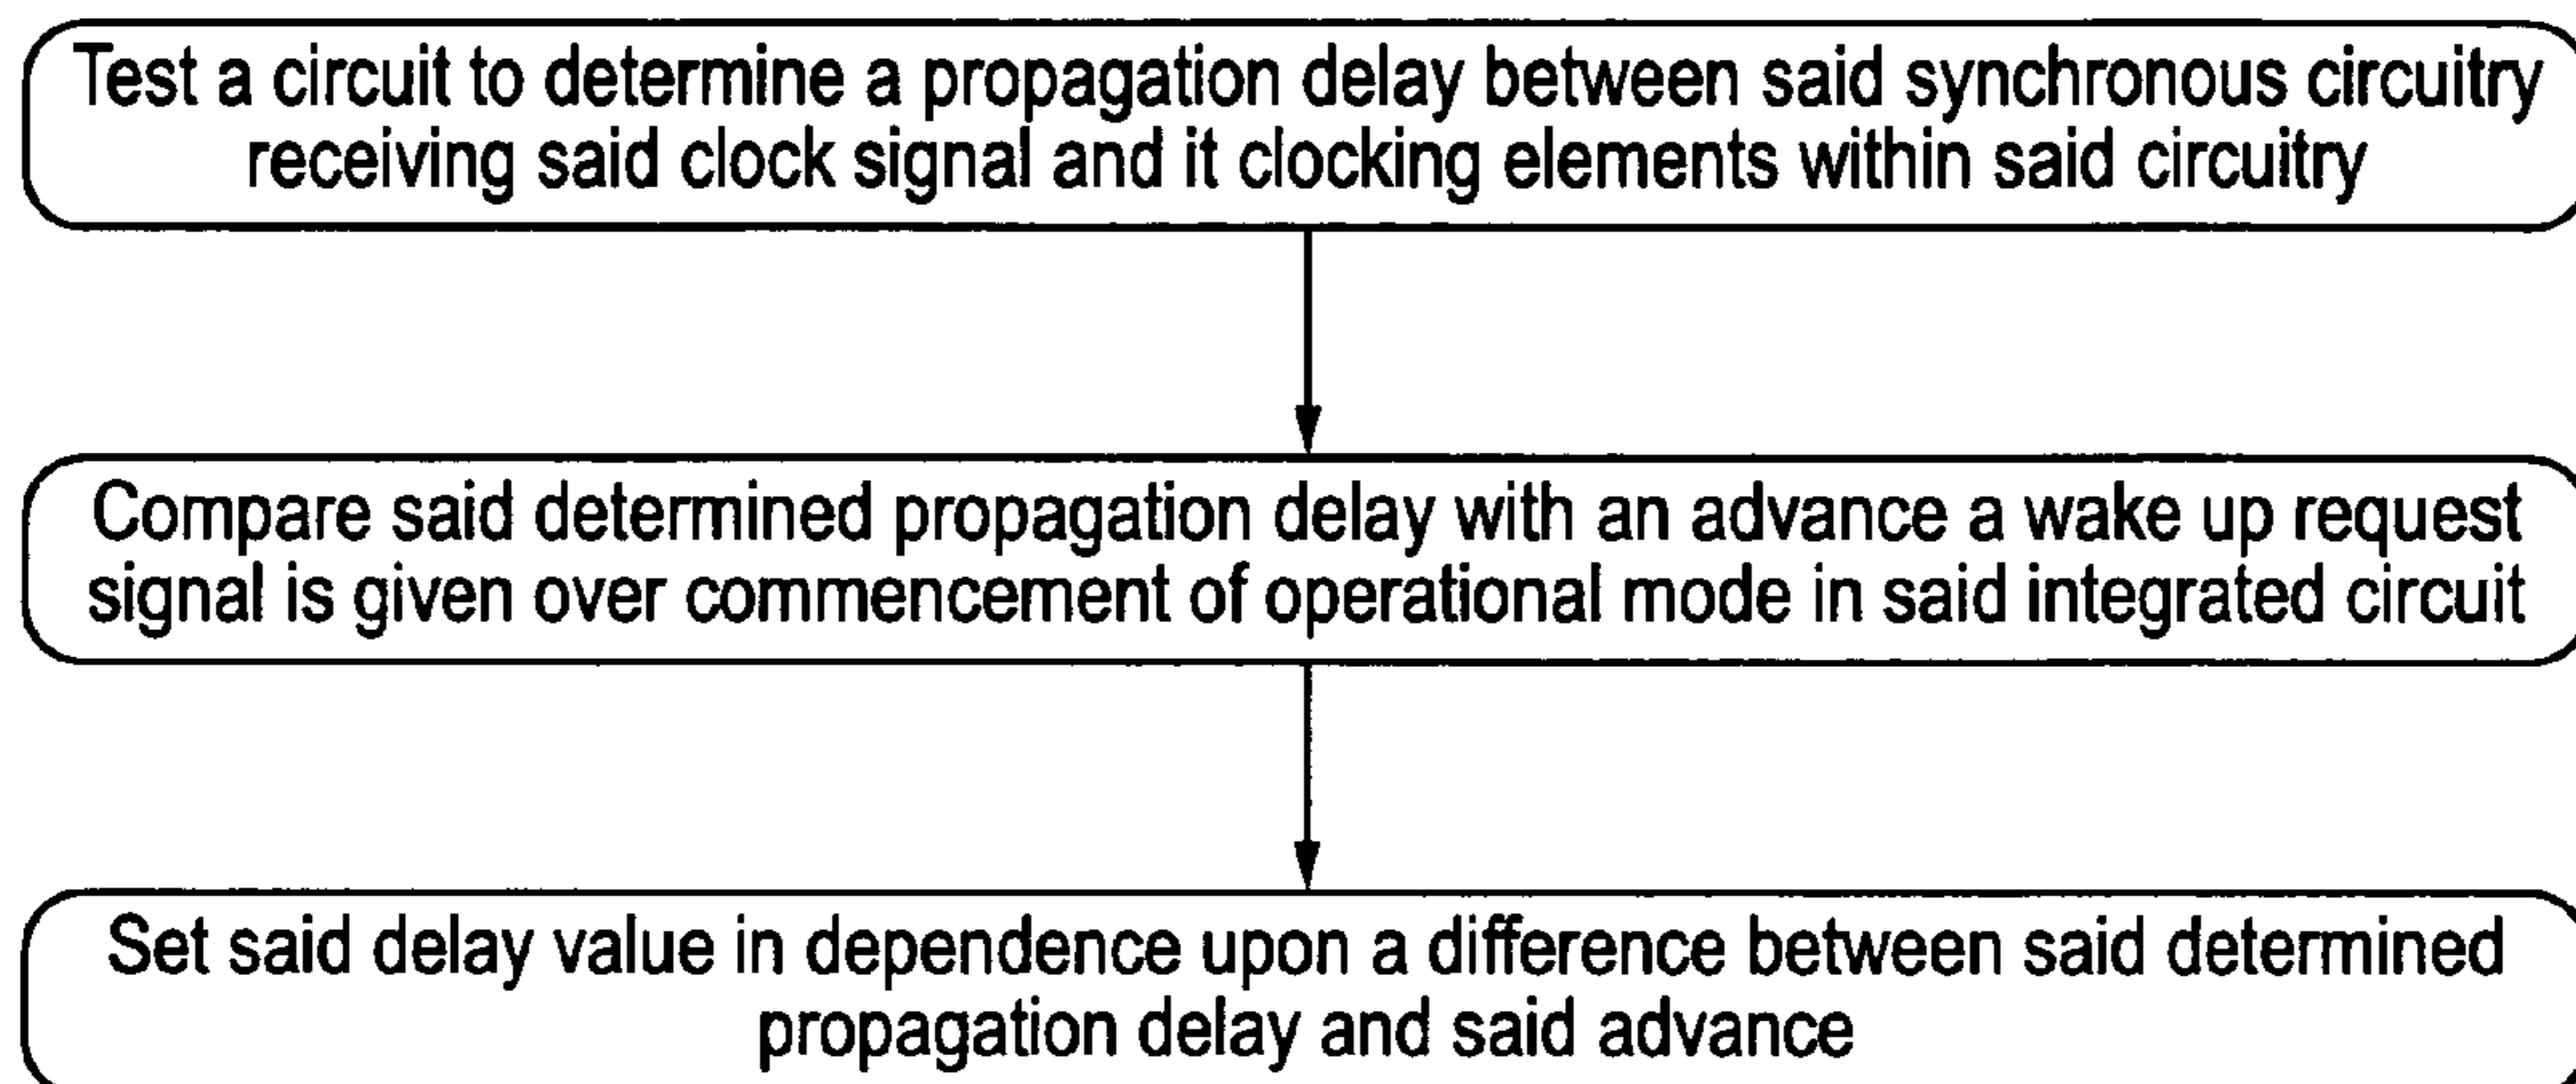 Test a circuit to determine a propagation delay between said synchronous circuitry
receiving said clock signal and it clocking elements within said circuitry
Compare said determined propagation delay with an advance a wake up request
signal is given over commencement of operational mode in said integrated circuit
Set said delay value in dependence upon a difference between said determined
propagation delay and said advance